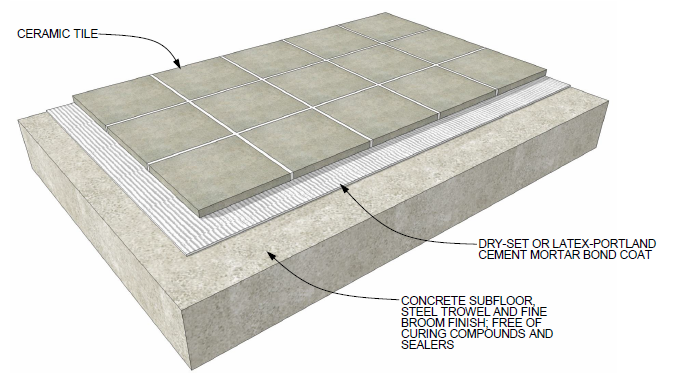 CERAMIC TILE
DRY-SET OR LATEX-PORTLAND
CEMENT MORTAR BOND COAT
CONCRETE SUBFLOOR,
STEEL TROWEL AND FINE
BROOM FINISH; FREE OF
CURING COMPOUNDS AND
SEALERS